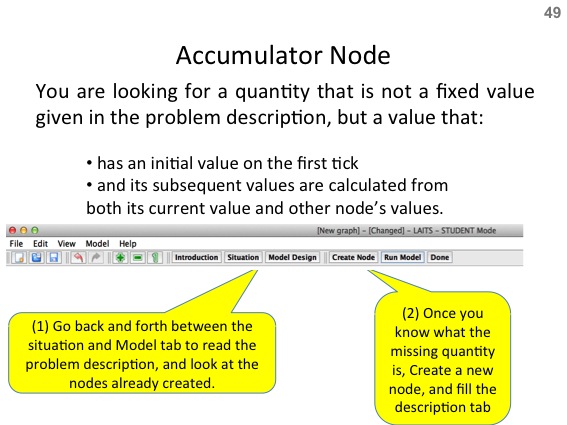 49
Accumulator Node
You are looking for a quantity that is not a fixed value
given in the problem description, but a value that:
• has an initial value on the first tick
• and its subsequent values are calculated from
both its current value and other node's values.
[New graph] – [Changed] – LAITS – STUDENT Mode
File Edit View Model Help
Introduction Situation Model Design Create Node Run Model Done
(1) Go back and forth between the
situation and Model tab to read the
problem description, and look at the
nodes already created.
(2) Once you
know what the
missing quantity
is, Create a new
node, and fill the
description tab